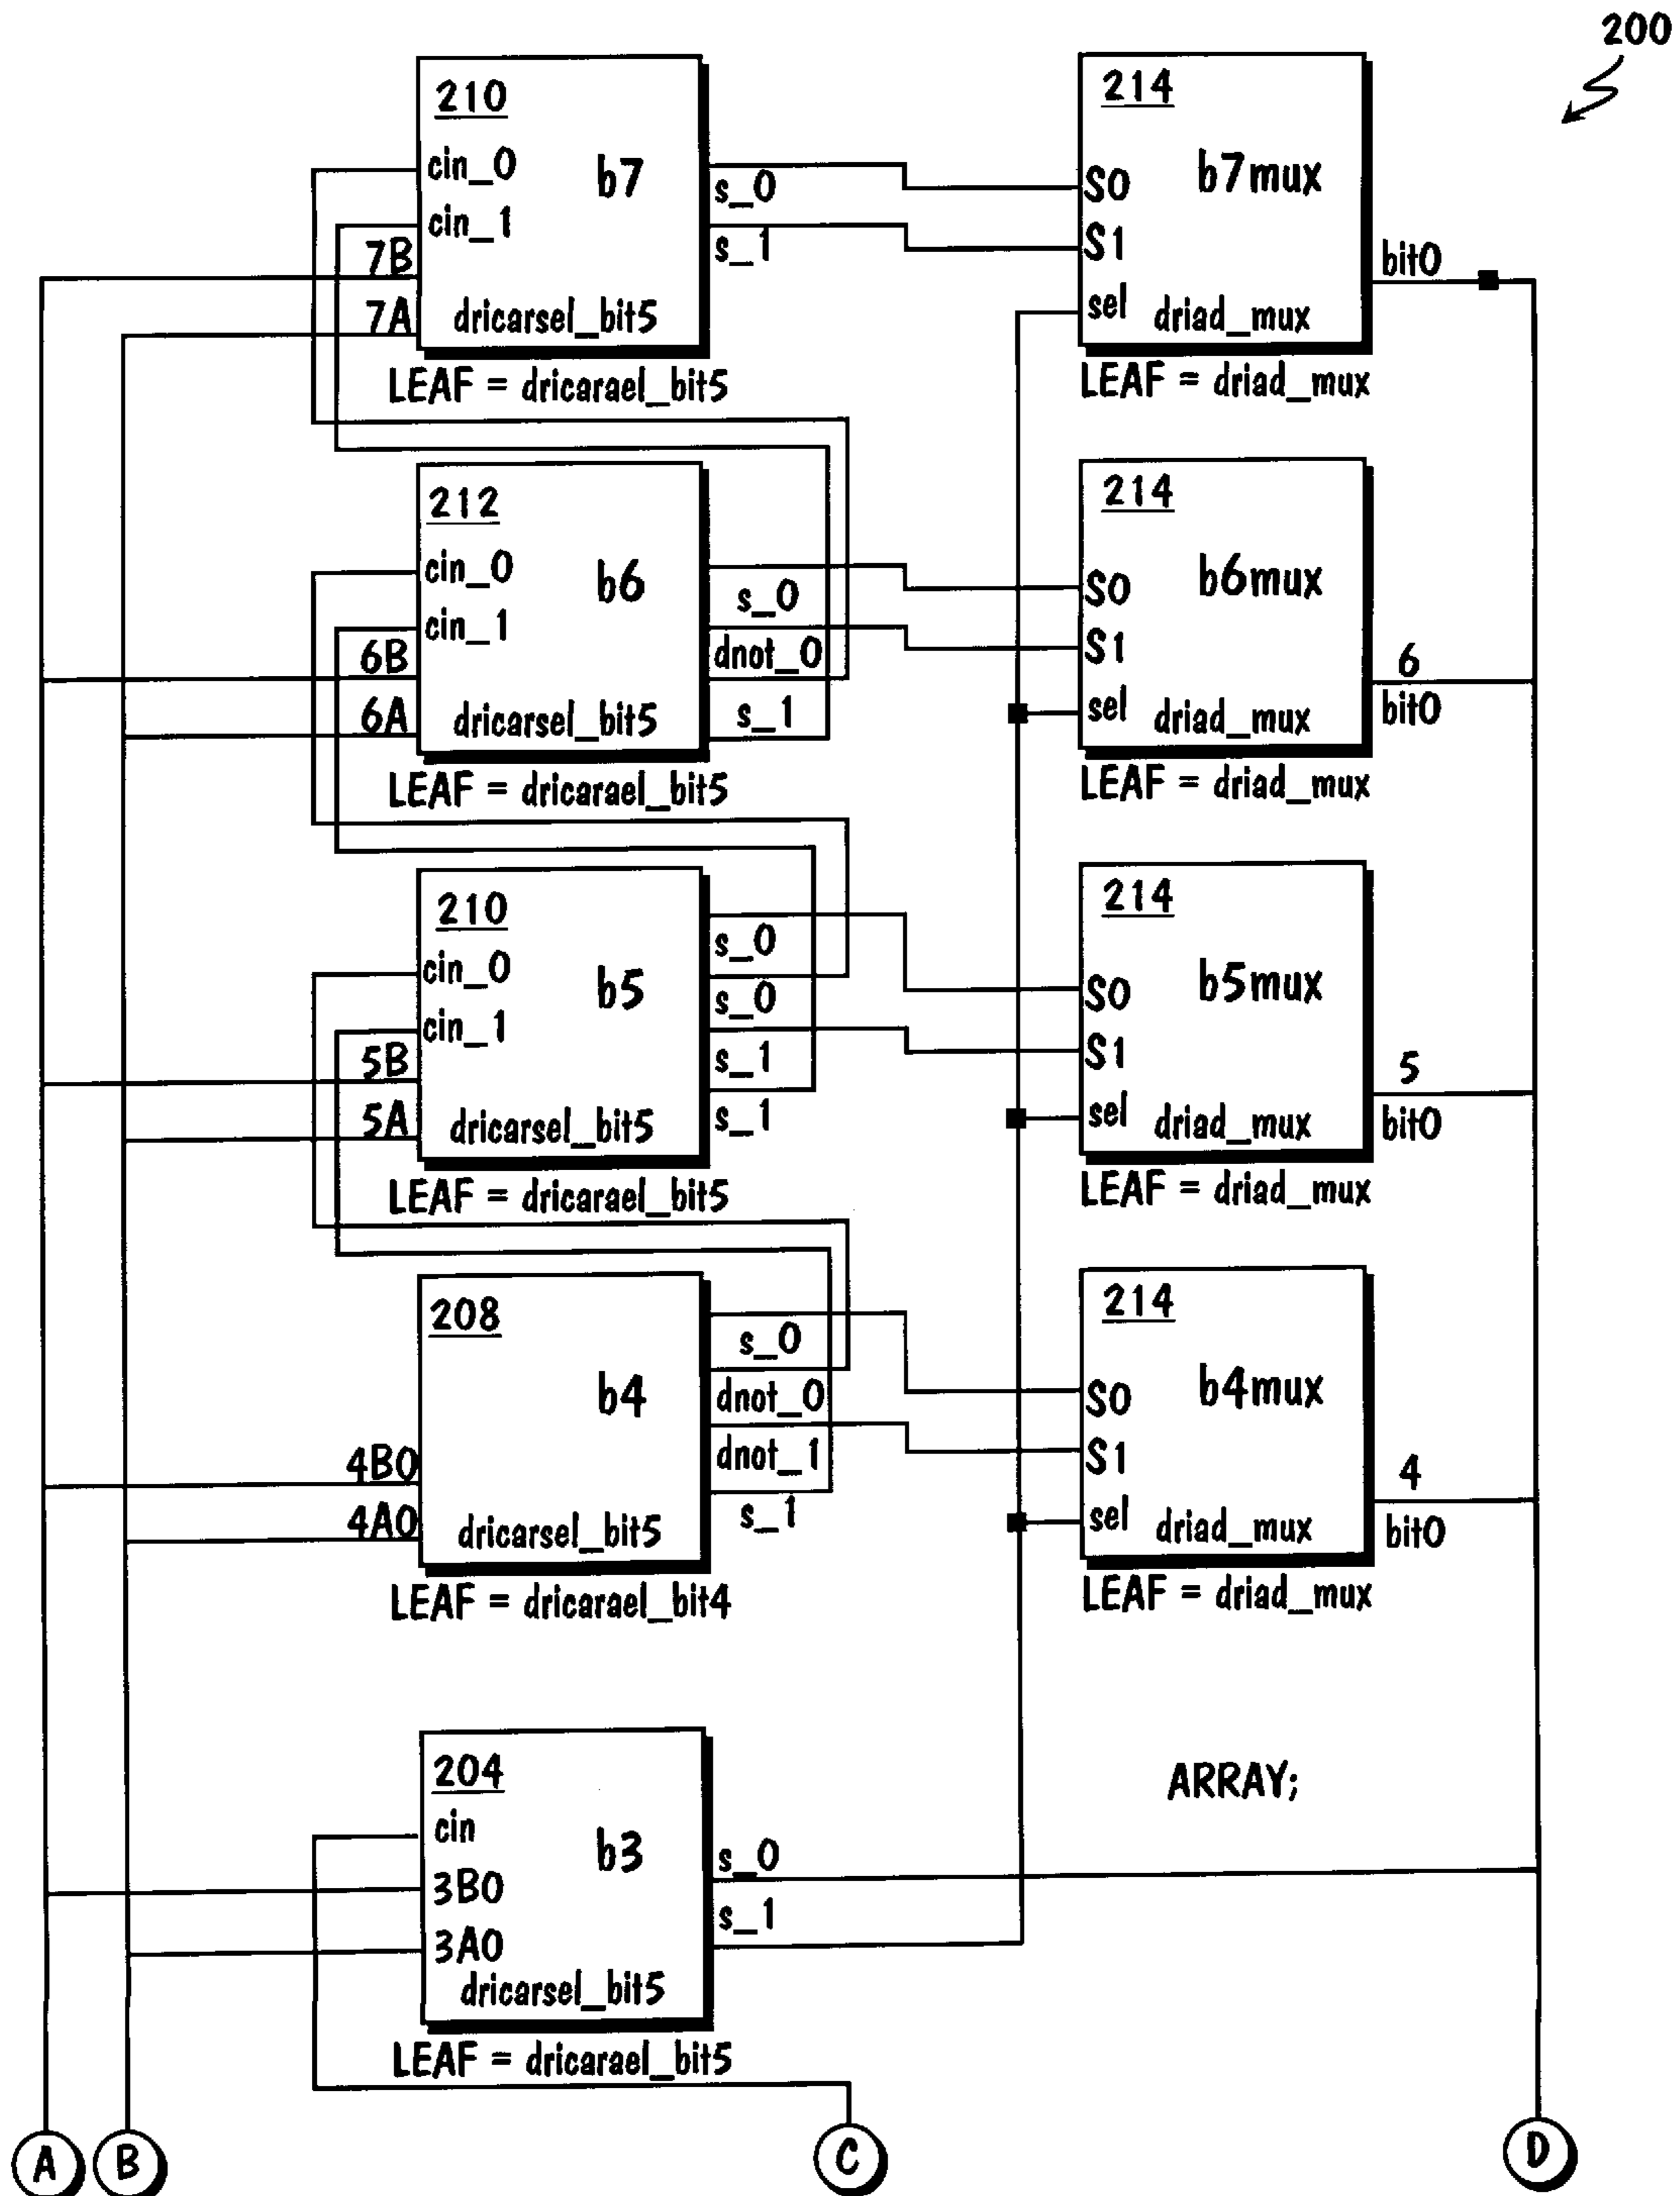 200
210
cin_0
b7
cin_1
7B
7A
dricarsel_bit5
s_0
s_1
LEAF = dricarael_bit5
214
S0
b7mux
S1
sel
driad_mux
bit0
LEAF = driad_mux
212
cin_0
b6
cin_1
6B
6A
dricarsel_bit5
s_0
dnot_0
s_1
LEAF = dricarael_bit5
214
S0
b6mux
S1
sel
driad_mux
6
bit0
LEAF = driad_mux
210
cin_0
b5
cin_1
5B
5A
dricarsel_bit5
s_0
s_0
s_1
s_1
LEAF = dricarael_bit5
214
S0
b5mux
S1
sel
driad_mux
5
bit0
LEAF = driad_mux
208
b4
4B0
4A0
dricarsel_bit5
s_0
dnot_0
dnot_1
s_1
LEAF = dricarael_bit4
214
S0
b4mux
S1
sel
driad_mux
4
bit0
LEAF = driad_mux
204
cin
b3
3B0
3A0
dricarsel_bit5
s_0
s_1
LEAF = dricarael_bit5
ARRAY;
A
B
C
D